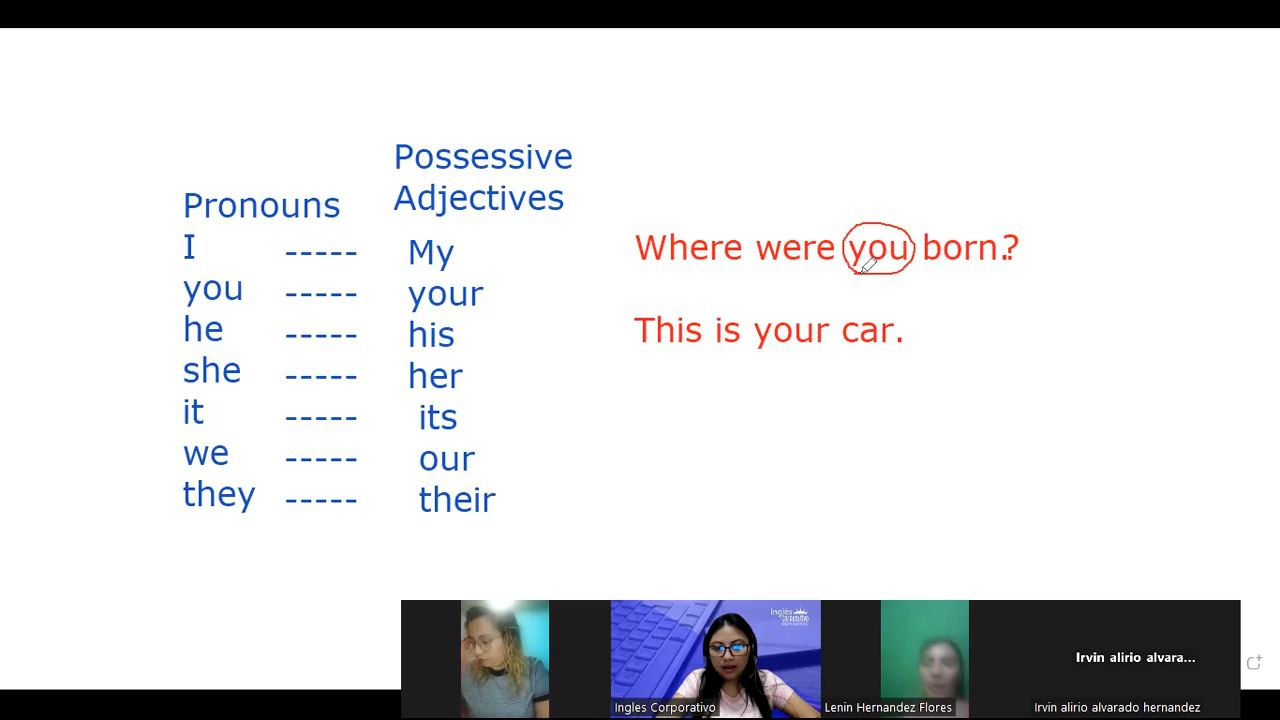 Possessive
Adjectives
Pronouns
I ----- My
you ----- your
he ----- his
she ----- her
it ----- its
we ----- our
they ----- their
Where were you born.?
This is your car.
Ingles
Ingles Corporativo
Lenin Hernandez Flores
Irvin alirio alvara...
Irvin alirio alvarado hernandez